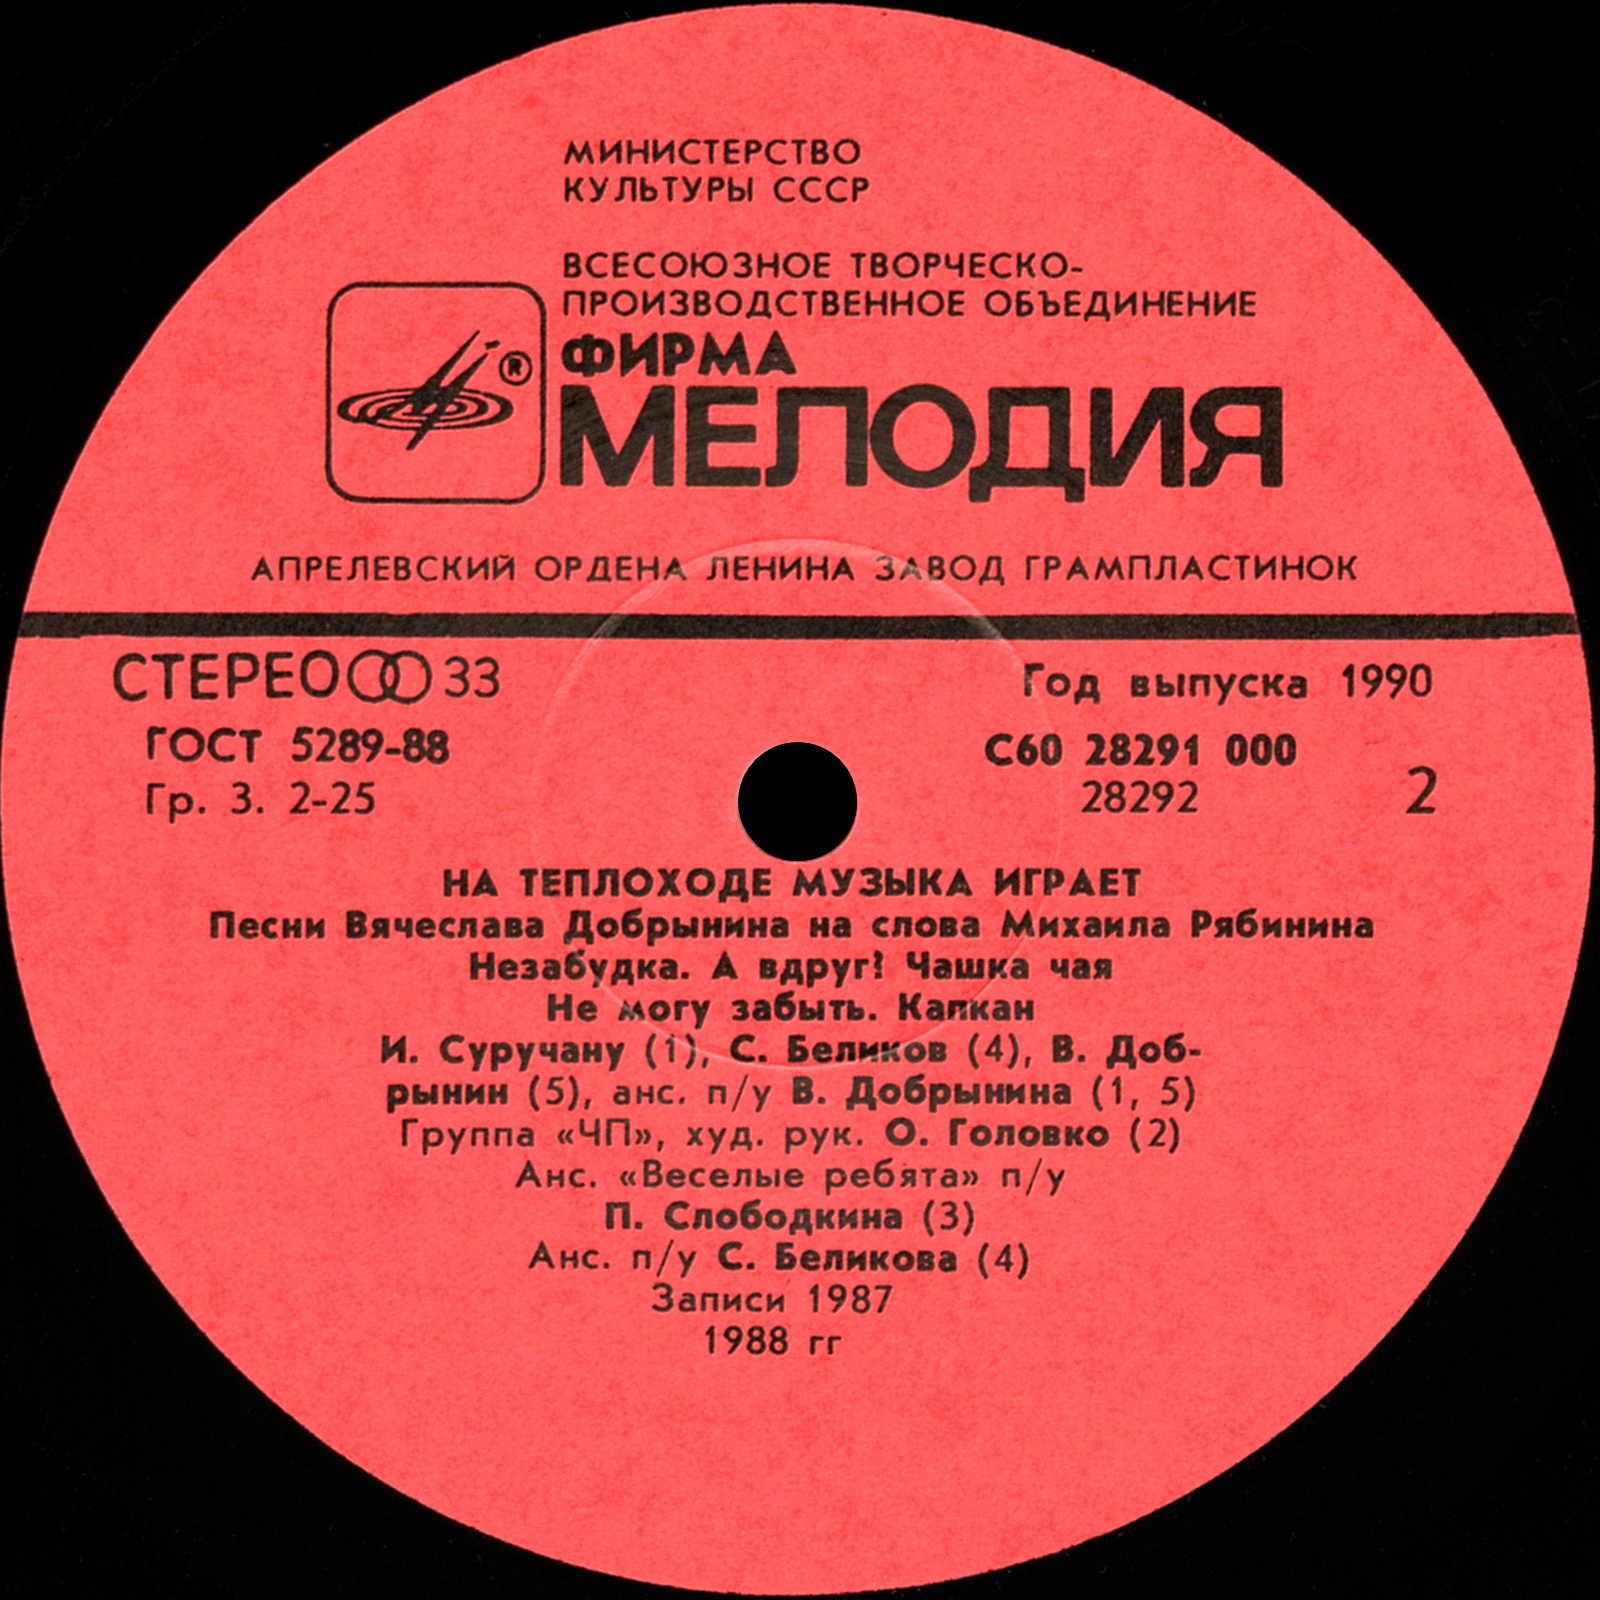 МИНИСТЕРСТВО
КУЛЬТУРЫ СССР
ВСЕСОЮЗНОЕ ТВОРЧЕСКО-
ПРОИЗВОДСТВЕННОЕ ОБЪЕДИНЕНИЕ
ФИРМА
МЕЛОДИЯ
®
АПРЕЛЕВСКИЙ ОРДЕНА ЛЕНИНА ЗАВОД ГРАМПЛАСТИНОК
СТЕРЕО 33
Год выпуска 1990
ГОСТ 5289-88
С60 28291 000
Гр. 3. 2-25
28292
2
НА ТЕПЛОХОДЕ МУЗЫКА ИГРАЕТ
Песни Вячеслава Добрынина на слова Михаила Рябинина
Незабудка. А вдруг? Чашка чая
Не могу забыть. Капкан
И. Суручану (1), С. Беликов (4), В. Доб-
рынин (5), анс. п/у В. Добрынина (1, 5)
Группа «ЧП», худ. рук. О. Головко (2)
Анс. «Веселые ребята» п/у
П. Слободкина (3)
Анс. п/у С. Беликова (4)
Записи 1987
1988 гг